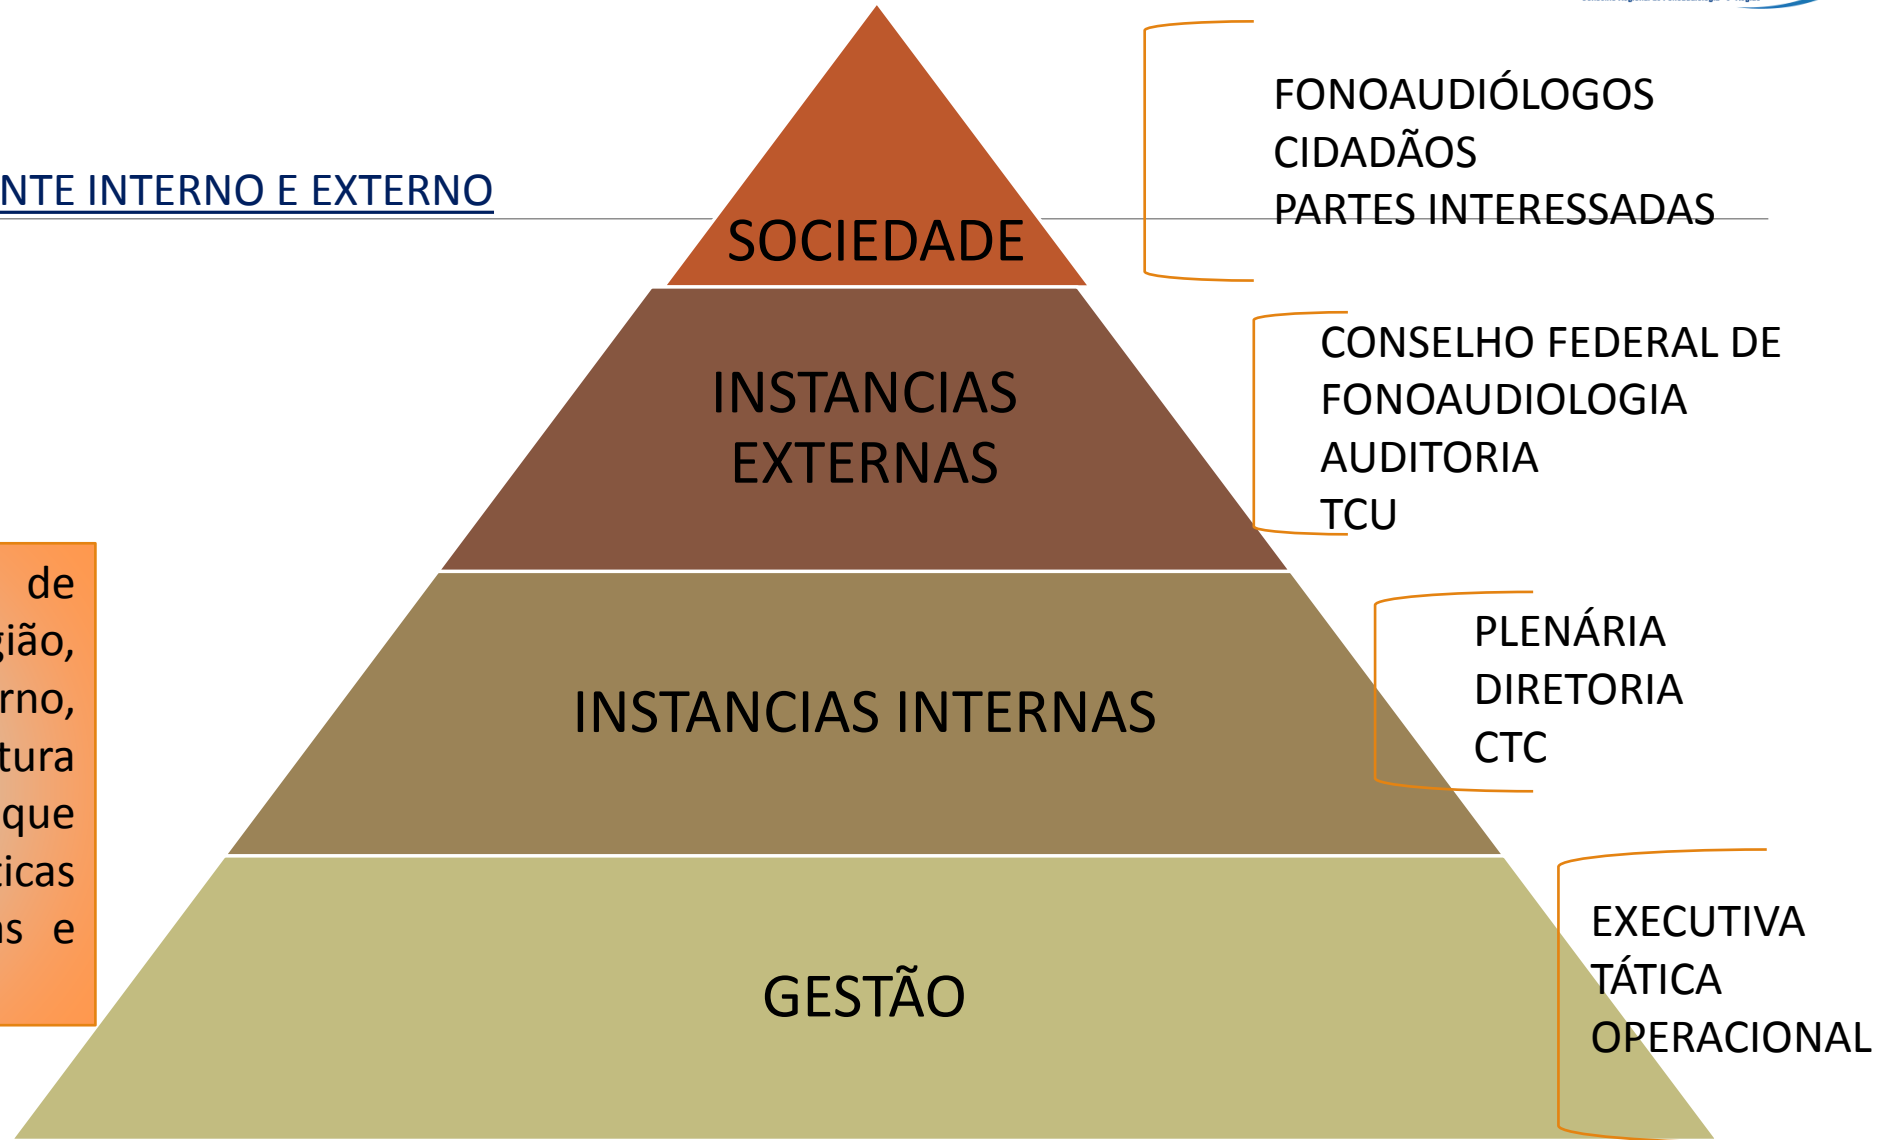 NTE INTERNO E EXTERNO
SOCIEDADE
FONOAUDIÓLOGOS
CIDADÃOS
PARTES INTERESSADAS
INSTANCIAS
EXTERNAS
CONSELHO FEDERAL DE
FONOAUDIOLOGIA
AUDITORIA
TCU
de
gião,
rno,
tura
que
ticas
as e
INSTANCIAS INTERNAS
PLENÁRIA
DIRETORIA
CTC
GESTÃO
EXECUTIVA
TÁTICA
OPERACIONAL